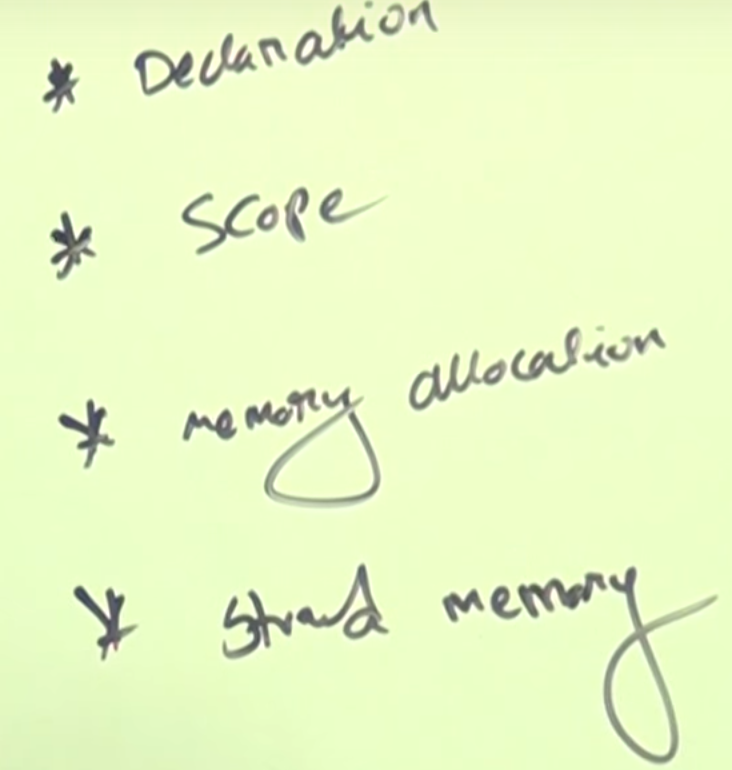 * Declaration
* Scope
* memory allocation
* memory